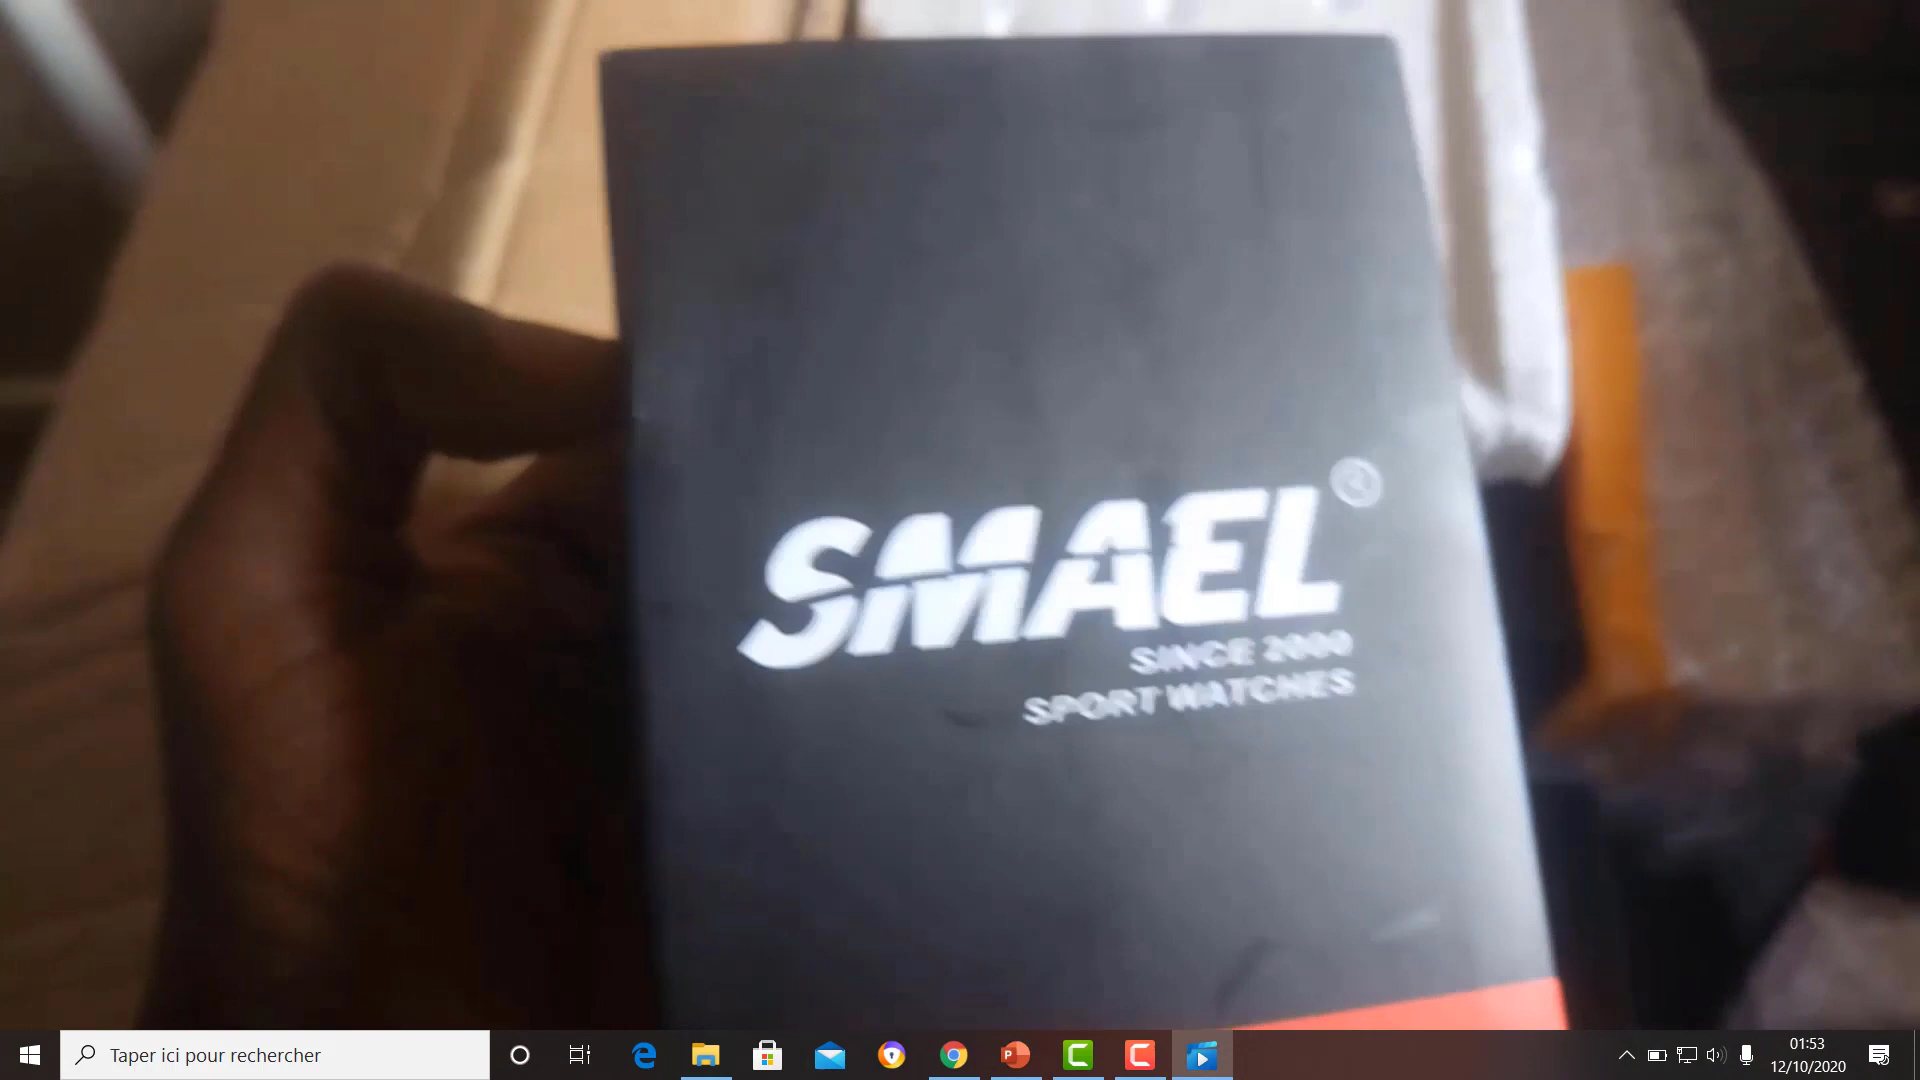 SMAEL®
SINCE 2000
SPORT WATCHES
Taper ici pour rechercher
01:53
12/10/2020